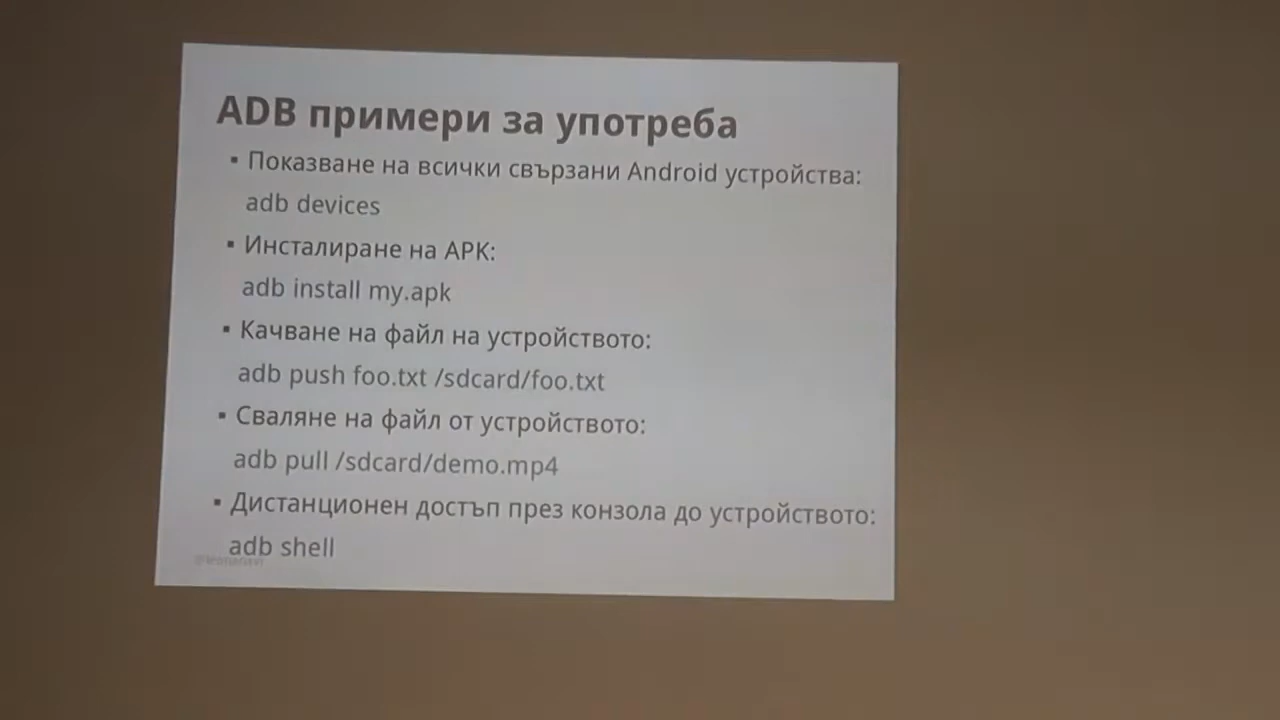 ADB примери за употреба
▪ Показване на всички свързани Android устройства:
adb devices
▪ Инсталиране на APK:
adb install my.apk
▪ Качване на файл на устройството:
adb push foo.txt /sdcard/foo.txt
▪ Сваляне на файл от устройството:
adb pull /sdcard/demo.mp4
▪ Дистанционен достъп през конзола до устройството:
adb shell